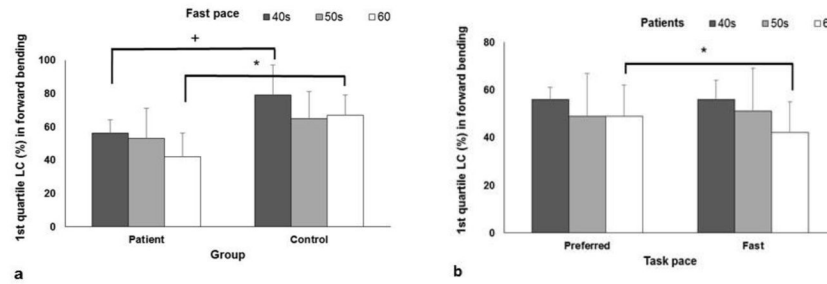 Fast pace 40s 50s 60
+
*
100
80
60
40
20
0
1st quartile LC (%) in forward bending
Patient Control
Group
a
Patients 40s 50s 6
*
80
60
40
20
0
1st quartile LC (%) in forward bending
Preferred Fast
Task pace
b